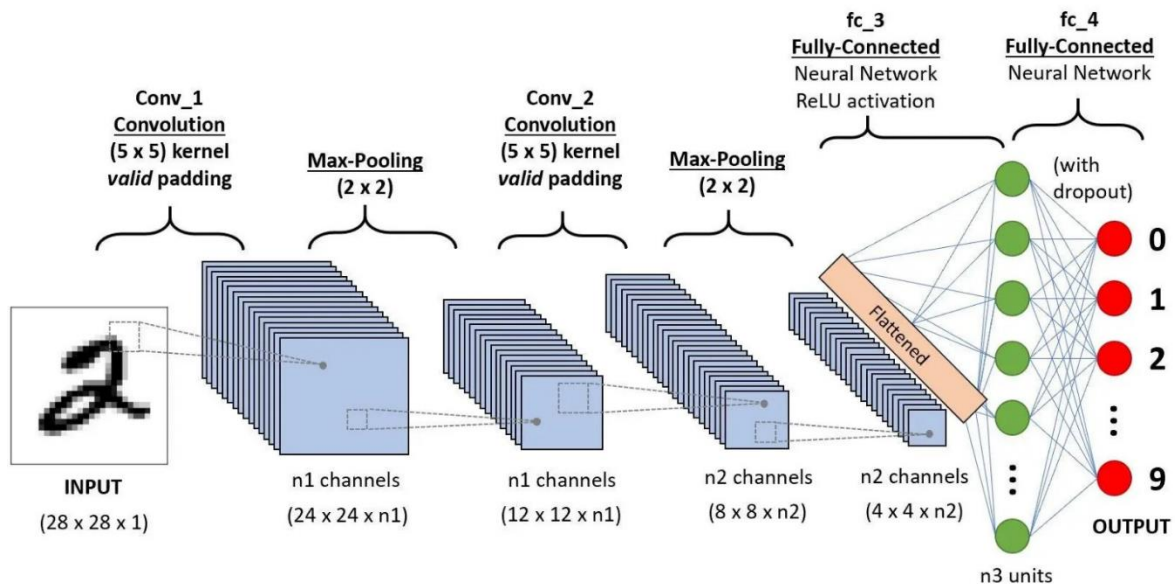 Conv_1
Convolution
(5 x 5) kernel
valid padding
Max-Pooling
(2 x 2)
Conv_2
Convolution
(5 x 5) kernel
valid padding
Max-Pooling
(2 x 2)
fc_3
Fully-Connected
Neural Network
ReLU activation
fc_4
Fully-Connected
Neural Network
(with
dropout)
Flattened
0
1
2
9
OUTPUT
INPUT
(28 x 28 x 1)
n1 channels
(24 x 24 x n1)
n1 channels
(12 x 12 x n1)
n2 channels
(8 x 8 x n2)
n2 channels
(4 x 4 x n2)
n3 units
2